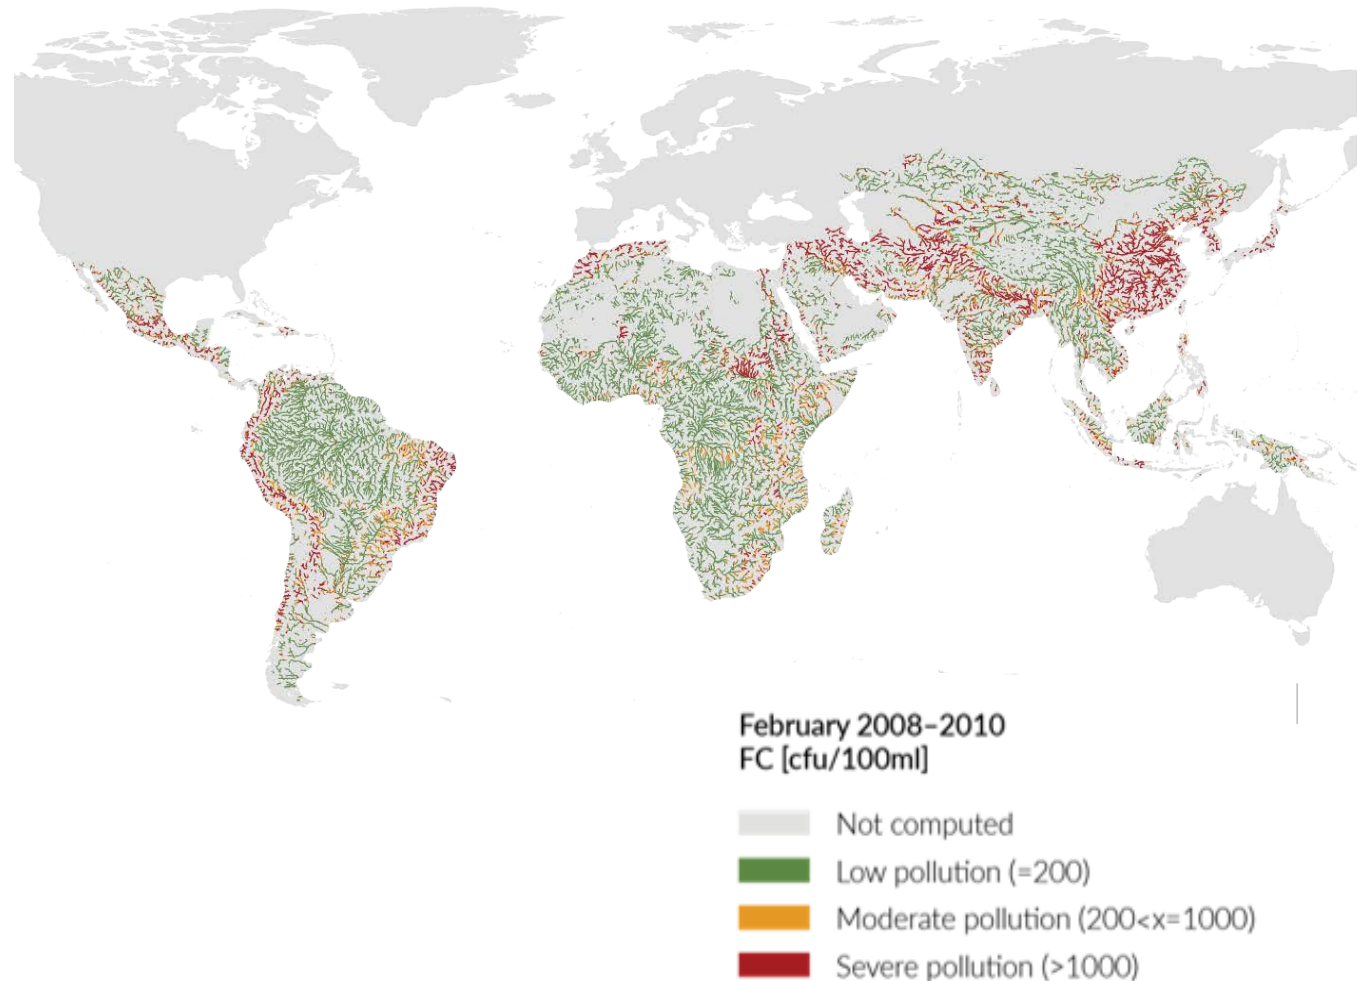 February 2008–2010
FC [cfu/100ml]
Not computed
Low pollution (=200)
Moderate pollution (200<x=1000)
Severe pollution (>1000)